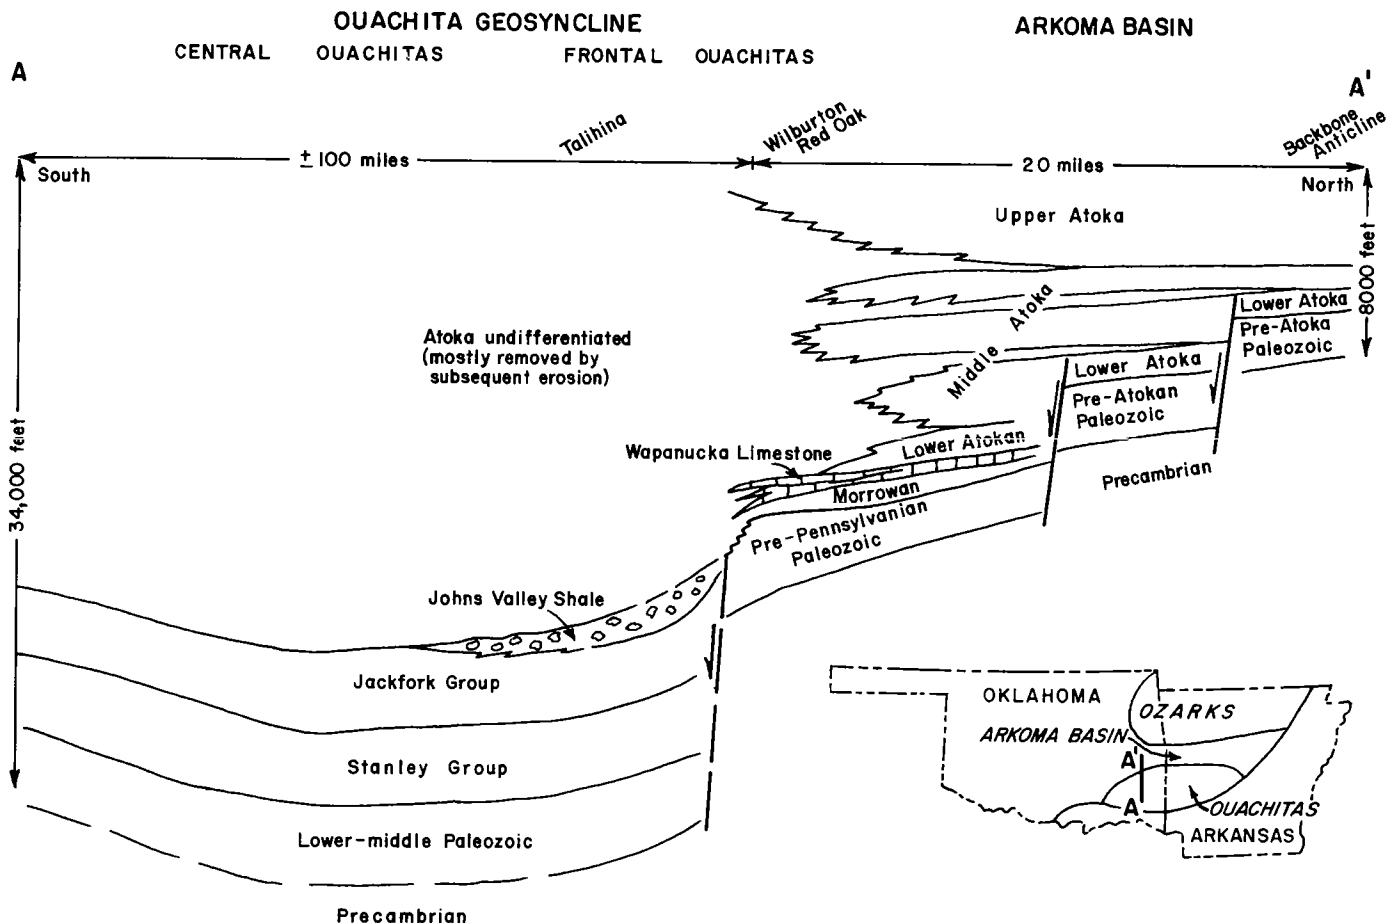 OUACHITA GEOSYNCLINE
ARKOMA BASIN
CENTRAL OUACHITAS
FRONTAL OUACHITAS
A
A'
Talihina
Wilburton
Red Oak
Backbone
Anticline
± 100 miles
20 miles
South
North
Upper Atoka
34,000 feet
8000 feet
Middle Atoka
Lower Atoka
Pre-Atoka
Paleozoic
Atoka undifferentiated
(mostly removed by
subsequent erosion)
Lower Atoka
Pre-Atokan
Paleozoic
Wapanucka Limestone
Lower Atokan
Precambrian
Morrowan
Pre-Pennsylvanian
Paleozoic
Johns Valley Shale
Jackfork Group
Stanley Group
Lower-middle Paleozoic
Precambrian
OKLAHOMA
OZARKS
ARKOMA BASIN
A'
A
OUACHITAS
ARKANSAS